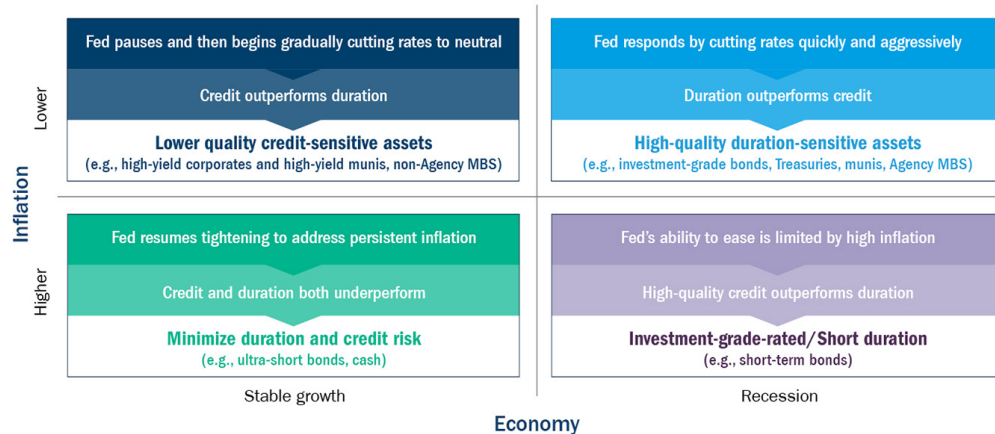 Fed pauses and then begins gradually cutting rates to neutral
Credit outperforms duration
Lower quality credit-sensitive assets
(e.g., high-yield corporates and high-yield munis, non-Agency MBS)
Fed responds by cutting rates quickly and aggressively
Duration outperforms credit
High-quality duration-sensitive assets
(e.g., investment-grade bonds, Treasuries, munis, Agency MBS)
Lower
Inflation
Higher
Fed resumes tightening to address persistent inflation
Credit and duration both underperform
Minimize duration and credit risk
(e.g., ultra-short bonds, cash)
Fed's ability to ease is limited by high inflation
High-quality credit outperforms duration
Investment-grade-rated/Short duration
(e.g., short-term bonds)
Stable growth
Recession
Economy